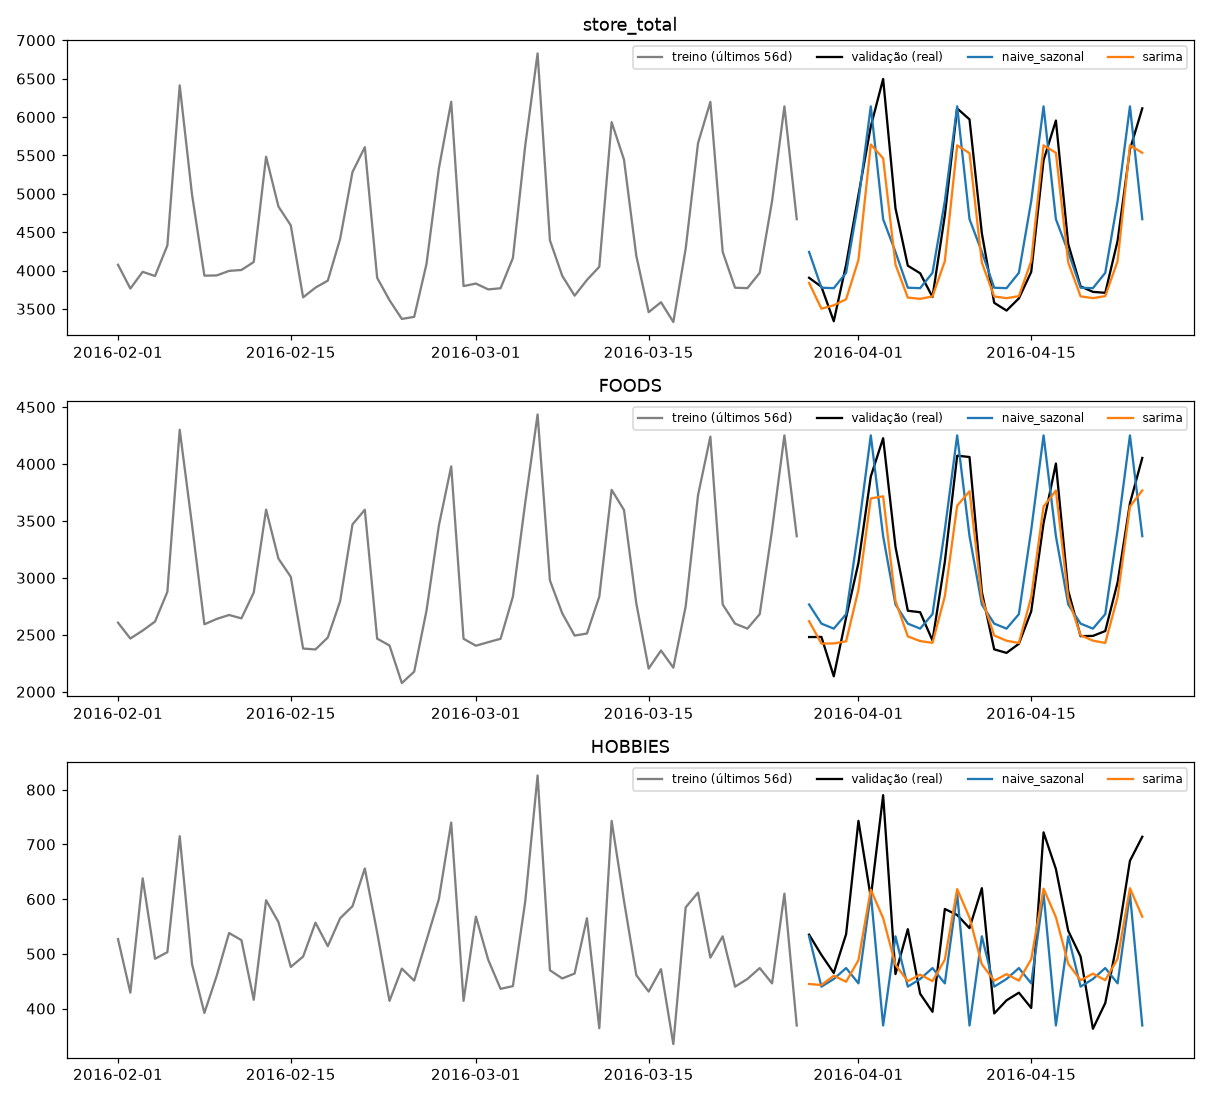 store_total
treino (últimos 56d) validação (real) naive_sazonal sarima
7000
6500
6000
5500
5000
4500
4000
3500
2016-02-01 2016-02-15 2016-03-01 2016-03-15 2016-04-01 2016-04-15
FOODS
treino (últimos 56d) validação (real) naive_sazonal sarima
4500
4000
3500
3000
2500
2000
2016-02-01 2016-02-15 2016-03-01 2016-03-15 2016-04-01 2016-04-15
HOBBIES
treino (últimos 56d) validação (real) naive_sazonal sarima
800
700
600
500
400
2016-02-01 2016-02-15 2016-03-01 2016-03-15 2016-04-01 2016-04-15